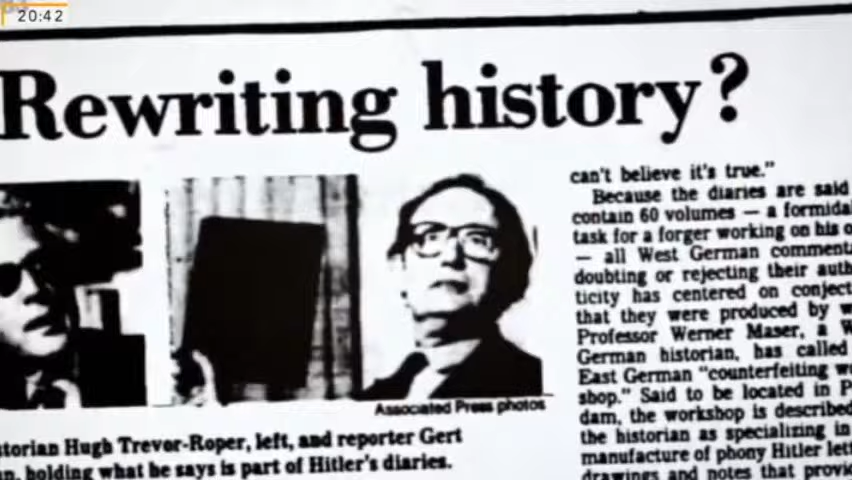 20:42
Rewriting history?
Associated Press photos
storian Hugh Trevor-Roper, left, and reporter Gert
n, holding what he says is part of Hitler's diaries.
can't believe it's true."
Because the diaries are said
contain 60 volumes — a formidal
task for a forger working on his o
— all West German commenta
doubting or rejecting their auth
ticity has centered on conject
that they were produced by w
Professor Werner Maser, a W
German historian, has called
East German "counterfeiting w
shop." Said to be located in P
dam, the workshop is described
the historian as specializing in
manufacture of phony Hitler lett
drawings and notes that provid